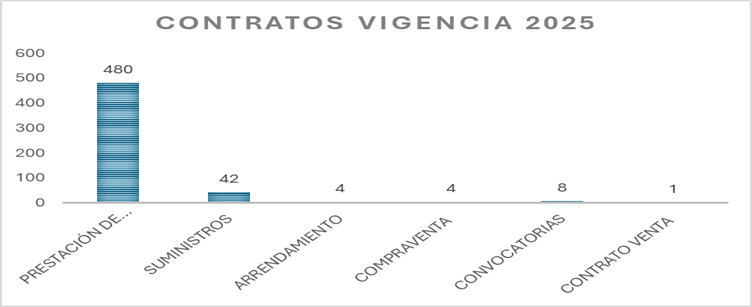 CONTRATOS VIGENCIA 2025
600
500
400
300
200
100
0
480
42
4
4
8
1
PRESTACIÓN DE...
SUMINISTROS
ARRENDAMIENTO
COMPRAVENTA
CONVOCATORIAS
CONTRATO VENTA